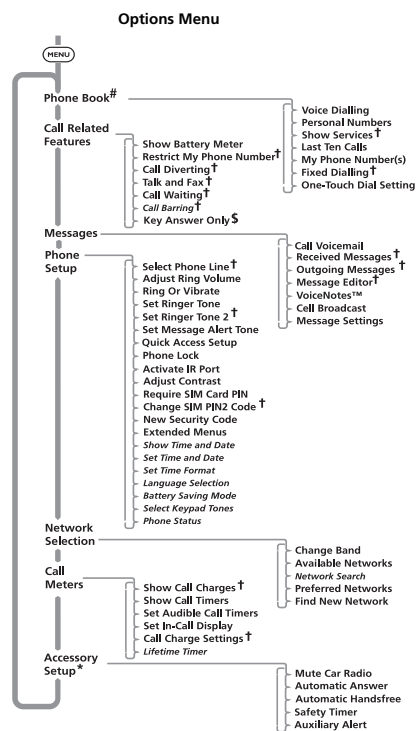 Options Menu
MENU
Phone Book#
Voice Dialling
Personal Numbers
Show Services†
Last Ten Calls
My Phone Number(s)
Fixed Dialling†
One-Touch Dial Setting
Call Related
Features
Show Battery Meter
Restrict My Phone Number†
Call Diverting†
Talk and Fax†
Call Waiting†
Call Barring†
Key Answer Only$
Messages
Call Voicemail
Received Messages†
Outgoing Messages†
Message Editor†
VoiceNotes™
Cell Broadcast
Message Settings
Phone
Setup
Select Phone Line†
Adjust Ring Volume
Ring Or Vibrate
Set Ringer Tone
Set Ringer Tone 2†
Set Message Alert Tone
Quick Access Setup
Phone Lock
Activate IR Port
Adjust Contrast
Require SIM Card PIN
Change SIM PIN2 Code†
New Security Code
Extended Menus
Show Time and Date
Set Time and Date
Set Time Format
Language Selection
Battery Saving Mode
Select Keypad Tones
Phone Status
Network
Selection
Change Band
Available Networks
Network Search
Preferred Networks
Find New Network
Call
Meters
Show Call Charges†
Show Call Timers
Set Audible Call Timers
Set In-Call Display
Call Charge Settings†
Lifetime Timer
Accessory
Setup*
Mute Car Radio
Automatic Answer
Automatic Handsfree
Safety Timer
Auxiliary Alert